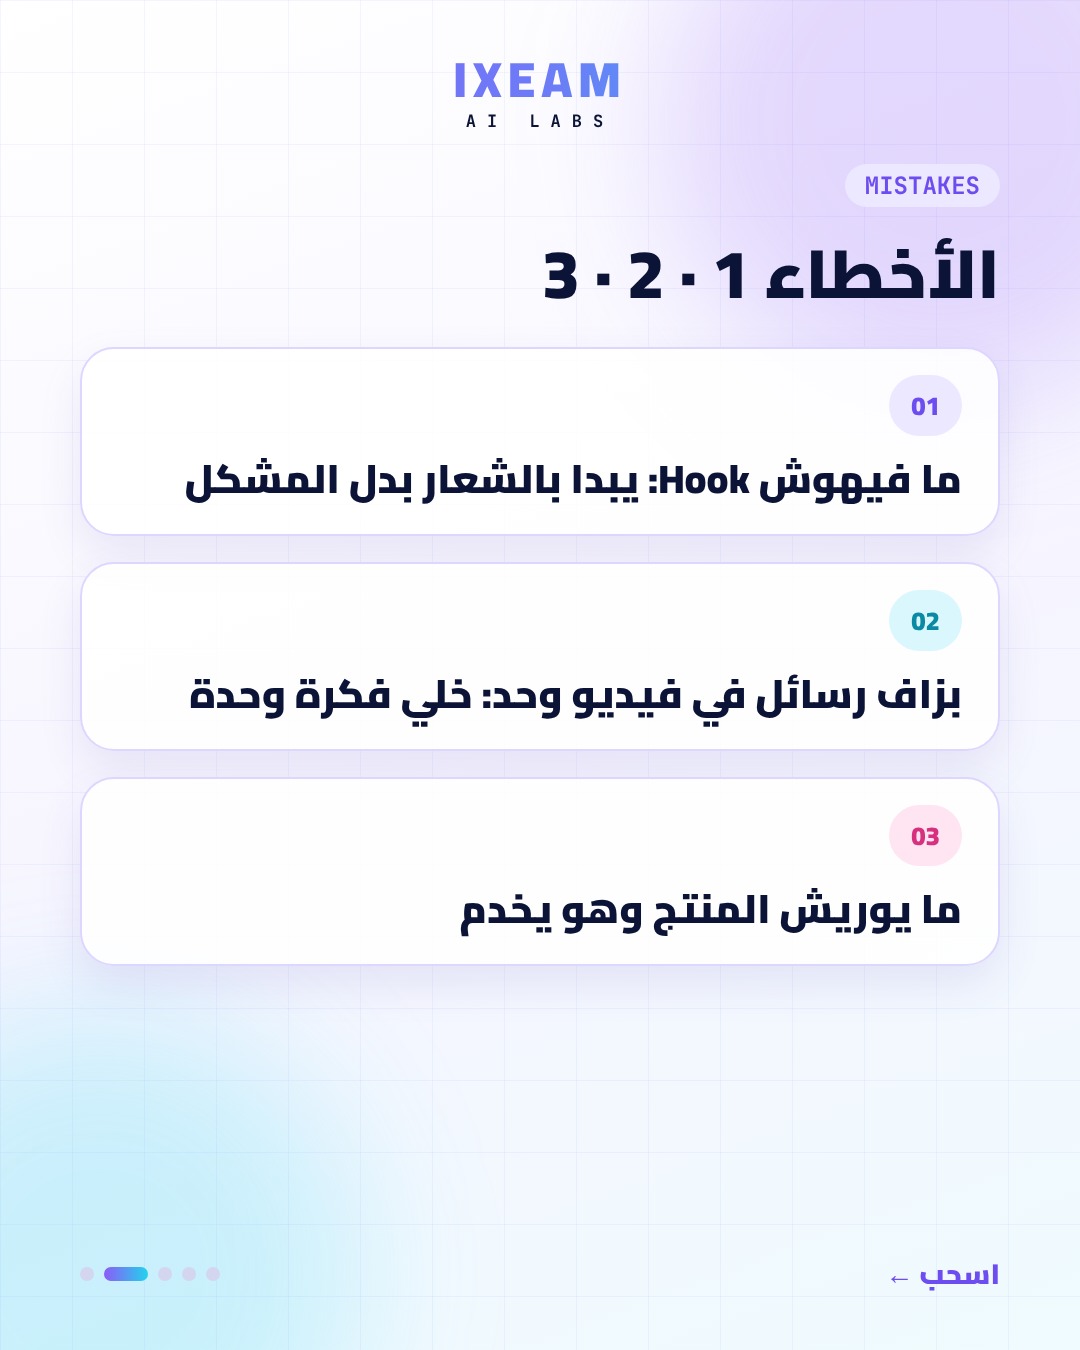 IXEAM
AI LABS
MISTAKES
الأخطاء 1 · 2 · 3
01
ما فيهوش Hook: يبدا بالشعار بدل المشكل
02
بزاف رسائل في فيديو وحد: خلي فكرة وحدة
03
ما يوريش المنتج وهو يخدم
اسحب ←